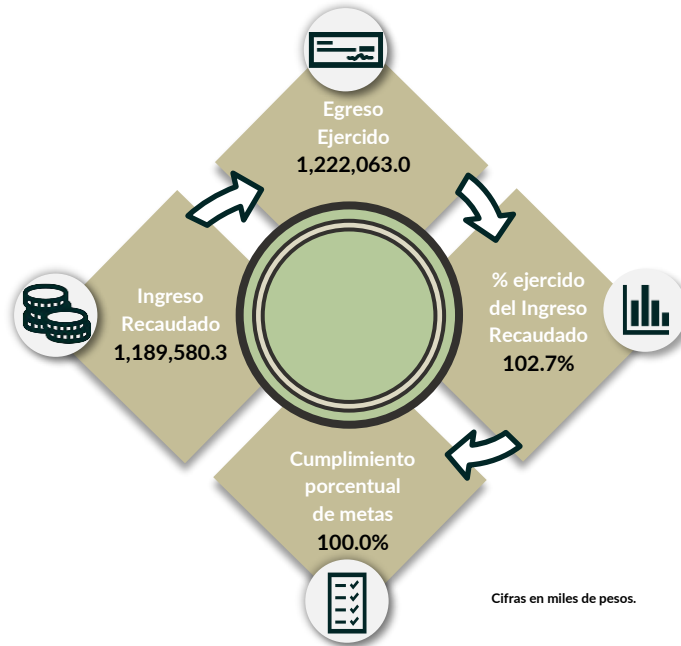 Egreso
Ejercido
1,222,063.0
Ingreso
Recaudado
1,189,580.3
% ejercido
del Ingreso
Recaudado
102.7%
Cumplimiento
porcentual
de metas
100.0%
Cifras en miles de pesos.